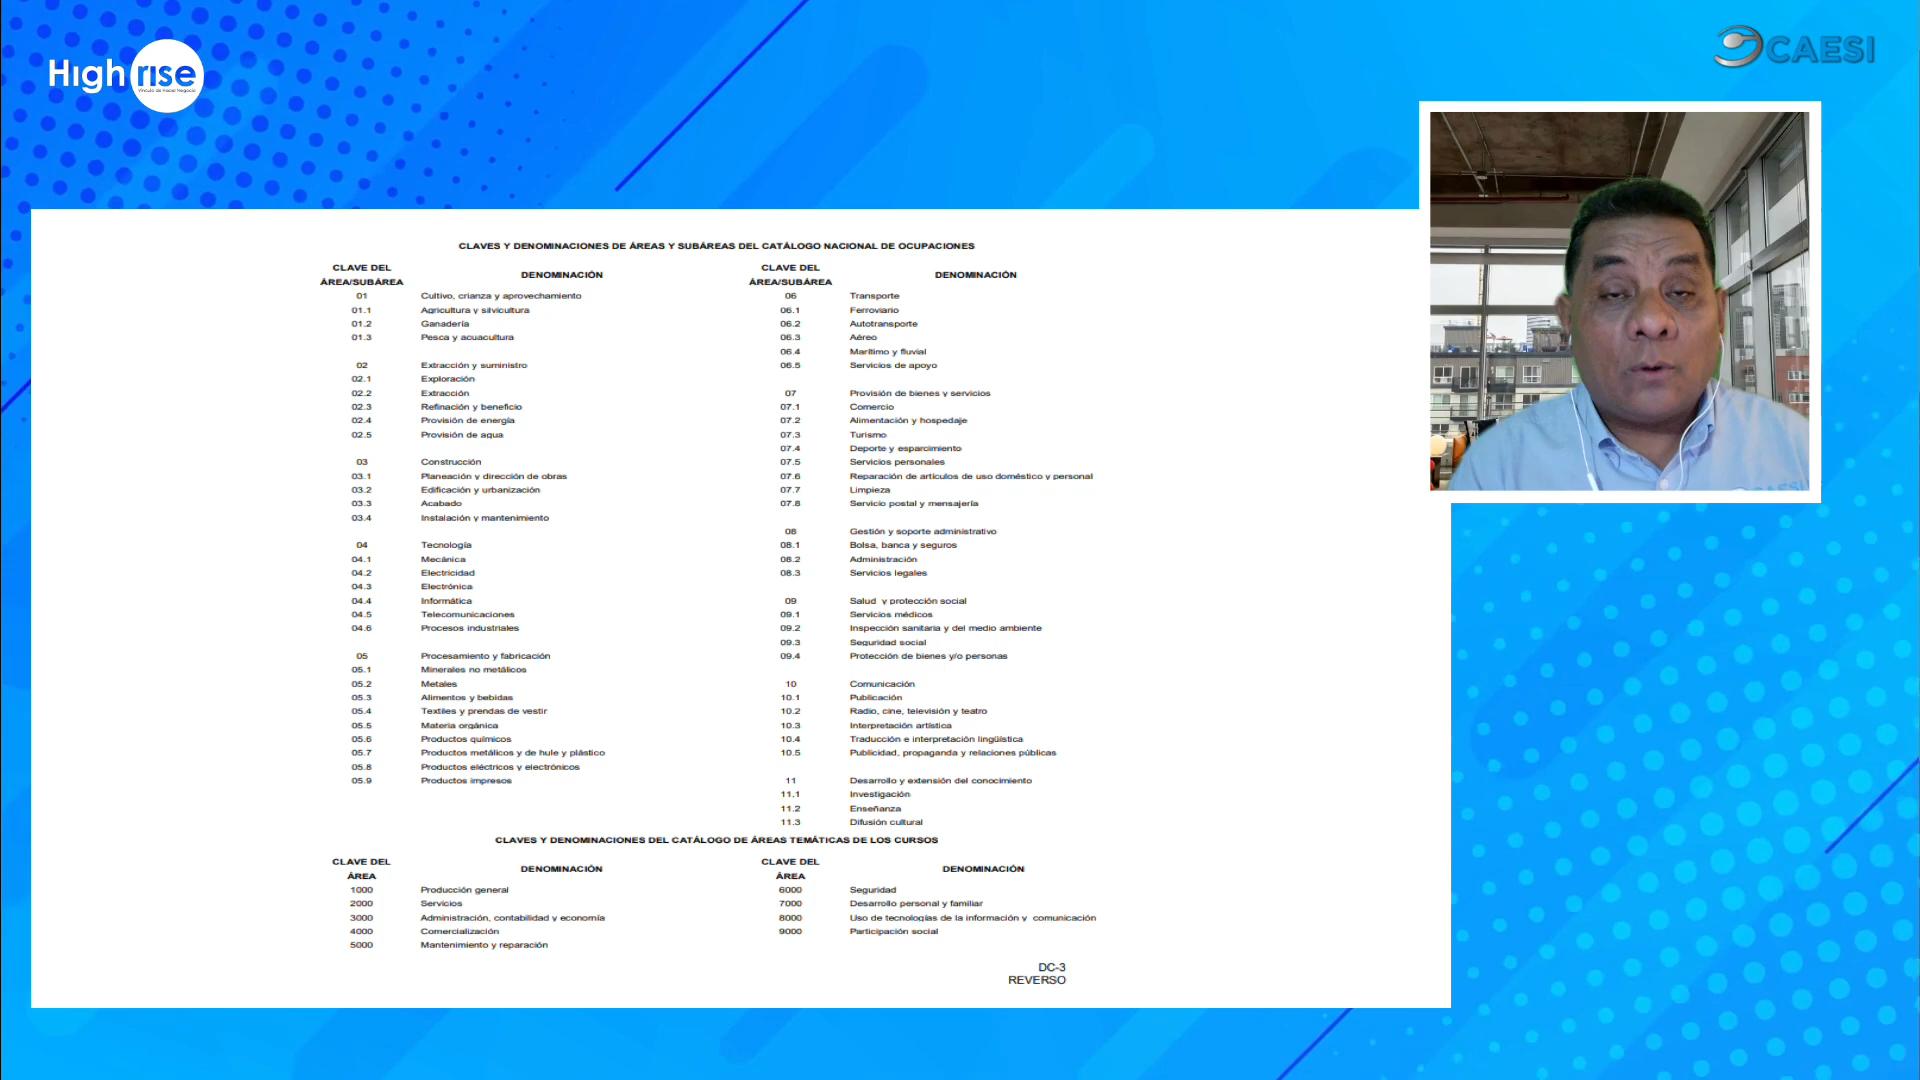 High rise
Vínculo de Hacer Negocio
CAESI
CLAVES Y DENOMINACIONES DE ÁREAS Y SUBÁREAS DEL CATÁLOGO NACIONAL DE OCUPACIONES
CLAVE DEL ÁREA/SUBÁREA DENOMINACIÓN
01 Cultivo, crianza y aprovechamiento
01.1 Agricultura y silvicultura
01.2 Ganadería
01.3 Pesca y acuacultura
02 Extracción y suministro
02.1 Exploración
02.2 Extracción
02.3 Refinación y beneficio
02.4 Provisión de energía
02.5 Provisión de agua
03 Construcción
03.1 Planeación y dirección de obras
03.2 Edificación y urbanización
03.3 Acabado
03.4 Instalación y mantenimiento
04 Tecnología
04.1 Mecánica
04.2 Electricidad
04.3 Electrónica
04.4 Informática
04.5 Telecomunicaciones
04.6 Procesos industriales
05 Procesamiento y fabricación
05.1 Minerales no metálicos
05.2 Metales
05.3 Alimentos y bebidas
05.4 Textiles y prendas de vestir
05.5 Materia orgánica
05.6 Productos químicos
05.7 Productos metálicos y de hule y plástico
05.8 Productos eléctricos y electrónicos
05.9 Productos impresos
CLAVE DEL ÁREA/SUBÁREA DENOMINACIÓN
06 Transporte
06.1 Ferroviario
06.2 Autotransporte
06.3 Aéreo
06.4 Marítimo y fluvial
06.5 Servicios de apoyo
07 Provisión de bienes y servicios
07.1 Comercio
07.2 Alimentación y hospedaje
07.3 Turismo
07.4 Deporte y esparcimiento
07.5 Servicios personales
07.6 Reparación de artículos de uso doméstico y personal
07.7 Limpieza
07.8 Servicio postal y mensajería
08 Gestión y soporte administrativo
08.1 Bolsa, banca y seguros
08.2 Administración
08.3 Servicios legales
09 Salud y protección social
09.1 Servicios médicos
09.2 Inspección sanitaria y del medio ambiente
09.3 Seguridad social
09.4 Protección de bienes y/o personas
10 Comunicación
10.1 Publicación
10.2 Radio, cine, televisión y teatro
10.3 Interpretación artística
10.4 Traducción e interpretación lingüística
10.5 Publicidad, propaganda y relaciones públicas
11 Desarrollo y extensión del conocimiento
11.1 Investigación
11.2 Enseñanza
11.3 Difusión cultural
CLAVES Y DENOMINACIONES DEL CATÁLOGO DE ÁREAS TEMÁTICAS DE LOS CURSOS
CLAVE DEL ÁREA DENOMINACIÓN
1000 Producción general
2000 Servicios
3000 Administración, contabilidad y economía
4000 Comercialización
5000 Mantenimiento y reparación
CLAVE DEL ÁREA DENOMINACIÓN
6000 Seguridad
7000 Desarrollo personal y familiar
8000 Uso de tecnologías de la información y comunicación
9000 Participación social
DC-3
REVERSO
CAESI